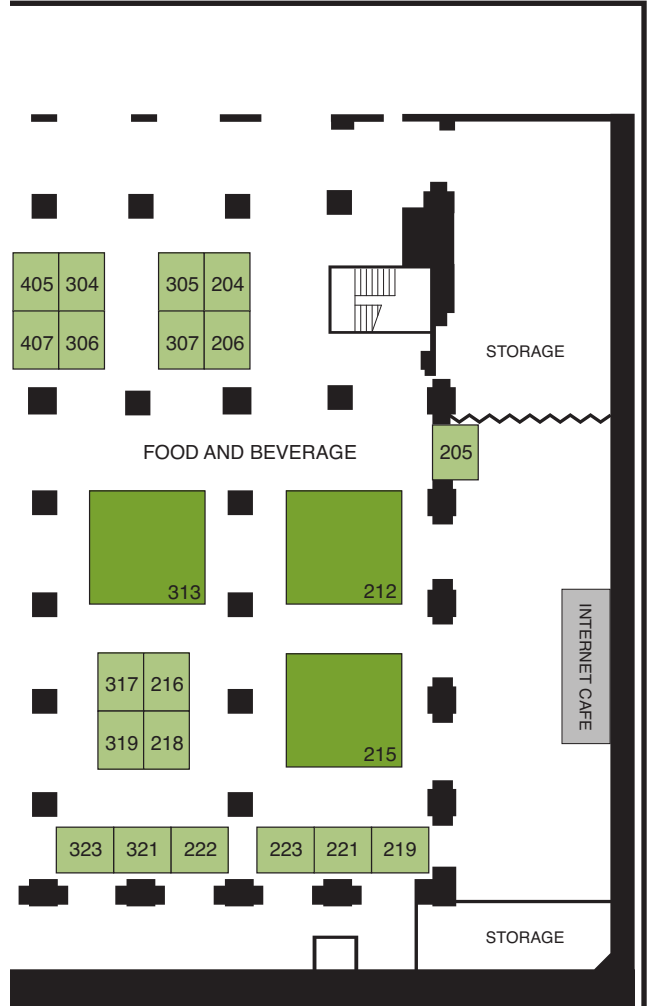 405 304 305 204
407 306 307 206
STORAGE
FOOD AND BEVERAGE
205
313
212
INTERNET CAFE
317 216
319 218
215
323 321 222 223 221 219
STORAGE